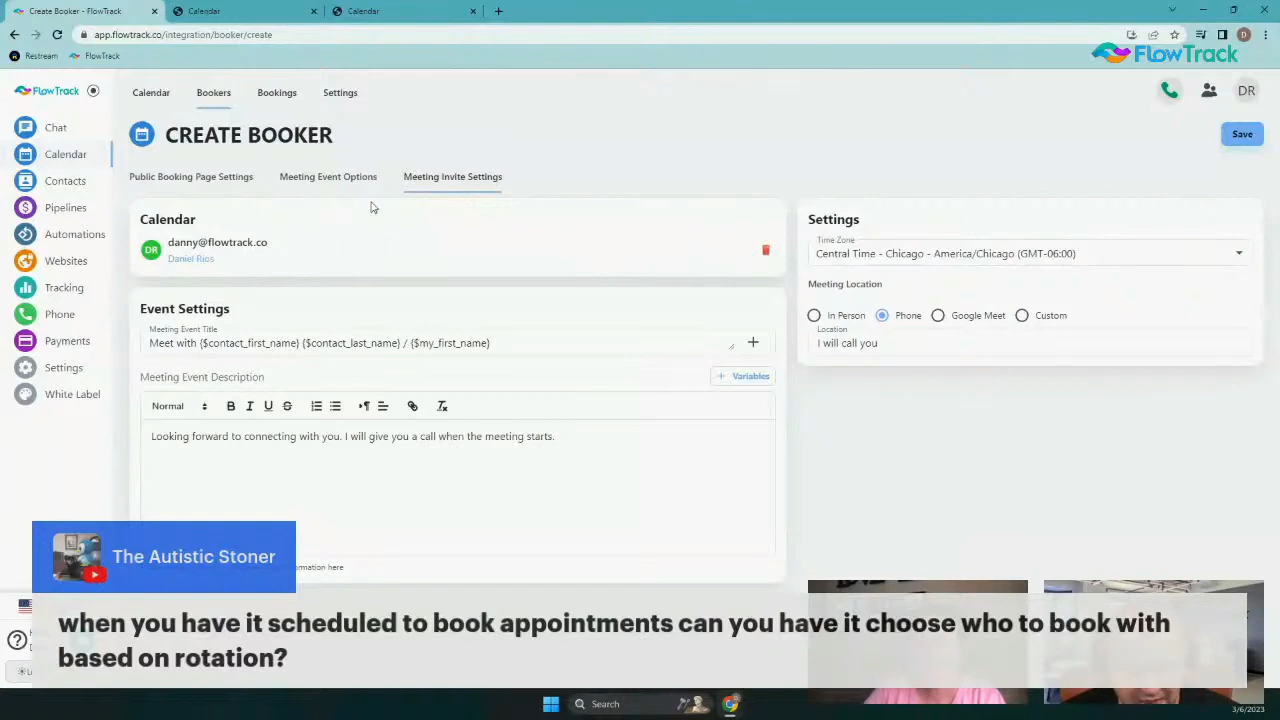 Create Booker - FlowTrack
Calendar
Calendar
app.flowtrack.co/integration/booker/create
D
Restream
FlowTrack
FlowTrack
FlowTrack
Calendar
Bookers
Bookings
Settings
DR
CREATE BOOKER
Save
Chat
Calendar
Contacts
Pipelines
Automations
Websites
Tracking
Phone
Payments
Settings
White Label
Public Booking Page Settings
Meeting Event Options
Meeting Invite Settings
Calendar
DR
danny@flowtrack.co
Daniel Rios
Event Settings
Meeting Event Title
Meet with {$contact_first_name} {$contact_last_name} / {$my_first_name}
Meeting Event Description
+ Variables
Normal
Looking forward to connecting with you. I will give you a call when the meeting starts.
Settings
Time Zone
Central Time - Chicago - America/Chicago (GMT-06:00)
Meeting Location
In Person
Phone
Google Meet
Custom
Location
I will call you
information here
The Autistic Stoner
when you have it scheduled to book appointments can you have it choose who to book with
based on rotation?
Search
3/6/2023